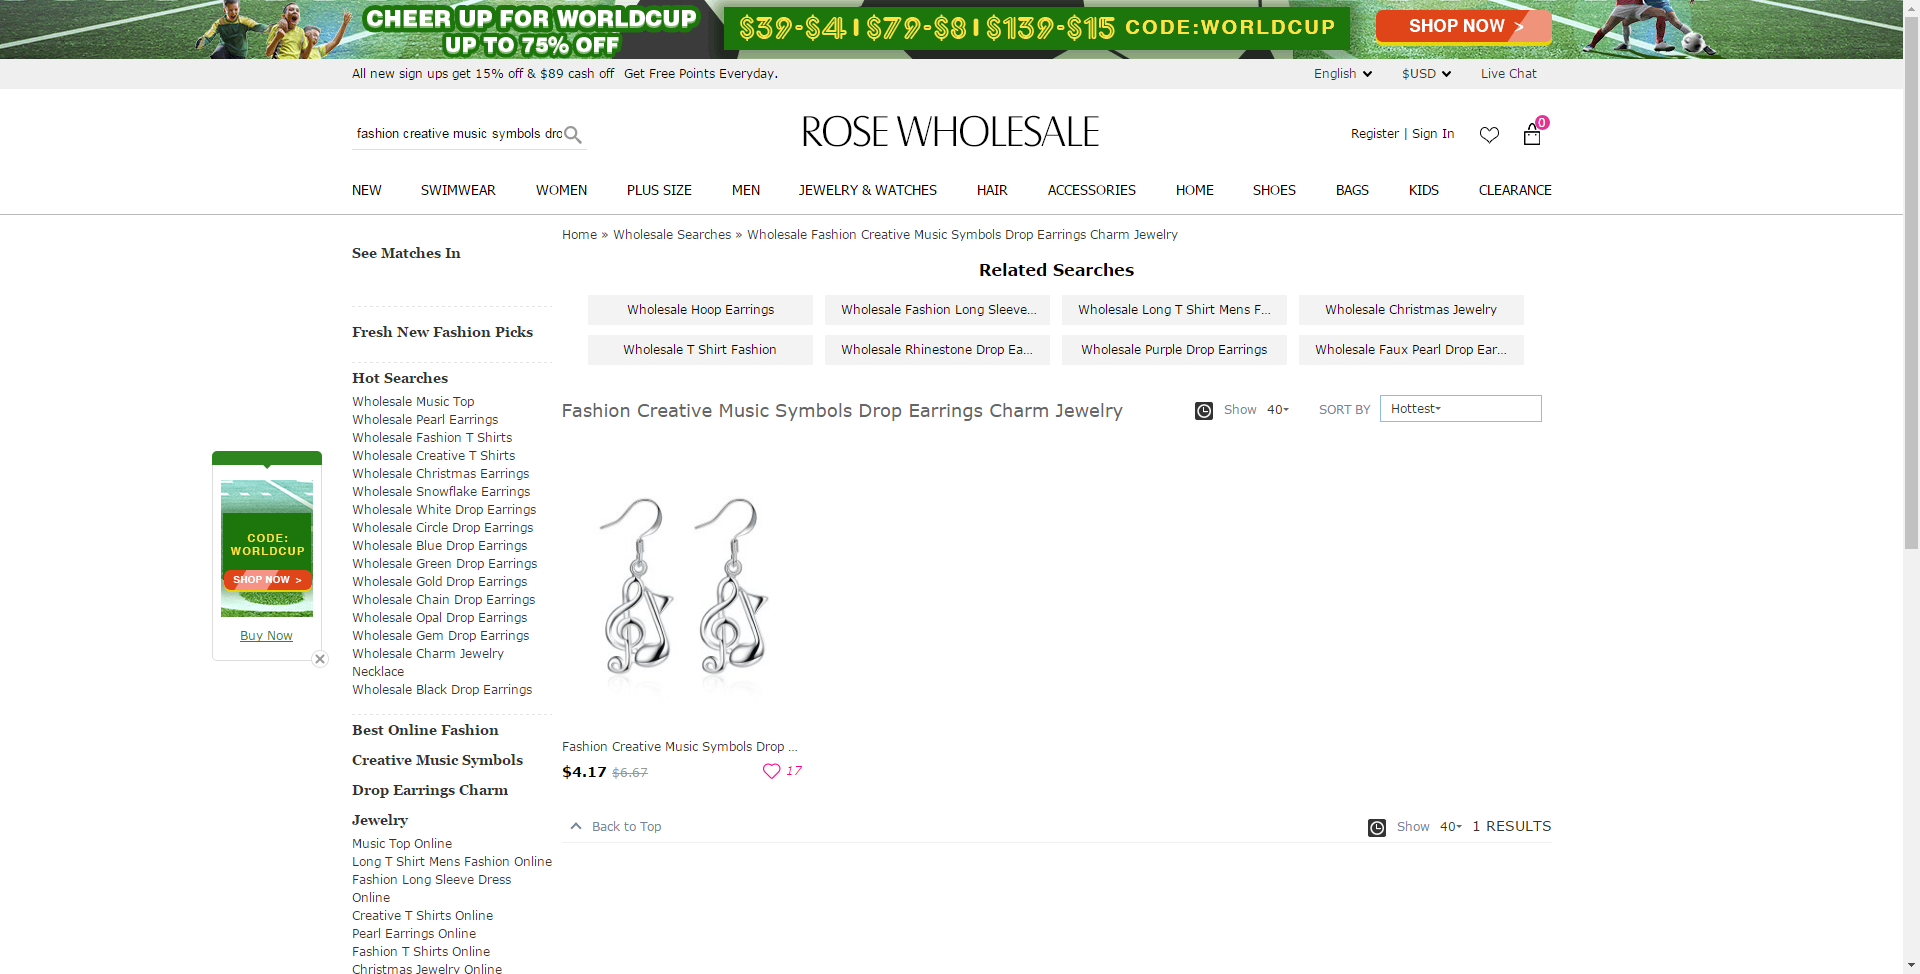 CHEER UP FOR WORLDCUP
UP TO 75% OFF
$39-$4 | $79-$8 | $139-$15 CODE:WORLDCUP
SHOP NOW >
All new sign ups get 15% off & $89 cash off Get Free Points Everyday.
English $USD Live Chat
fashion creative music symbols dro
ROSE WHOLESALE
Register | Sign In
0
NEW SWIMWEAR WOMEN PLUS SIZE MEN JEWELRY & WATCHES HAIR ACCESSORIES HOME SHOES BAGS KIDS CLEARANCE
Home » Wholesale Searches » Wholesale Fashion Creative Music Symbols Drop Earrings Charm Jewelry
See Matches In
Fresh New Fashion Picks
Hot Searches
Wholesale Music Top
Wholesale Pearl Earrings
Wholesale Fashion T Shirts
Wholesale Creative T Shirts
Wholesale Christmas Earrings
Wholesale Snowflake Earrings
Wholesale White Drop Earrings
Wholesale Circle Drop Earrings
Wholesale Blue Drop Earrings
Wholesale Green Drop Earrings
Wholesale Gold Drop Earrings
Wholesale Chain Drop Earrings
Wholesale Opal Drop Earrings
Wholesale Gem Drop Earrings
Wholesale Charm Jewelry
Necklace
Wholesale Black Drop Earrings
Best Online Fashion
Creative Music Symbols
Drop Earrings Charm
Jewelry
Music Top Online
Long T Shirt Mens Fashion Online
Fashion Long Sleeve Dress
Online
Creative T Shirts Online
Pearl Earrings Online
Fashion T Shirts Online
Christmas Jewelry Online
CODE:
WORLDCUP
SHOP NOW >
Buy Now
Related Searches
Wholesale Hoop Earrings
Wholesale Fashion Long Sleeve...
Wholesale Long T Shirt Mens F...
Wholesale Christmas Jewelry
Wholesale T Shirt Fashion
Wholesale Rhinestone Drop Ea...
Wholesale Purple Drop Earrings
Wholesale Faux Pearl Drop Ear...
Fashion Creative Music Symbols Drop Earrings Charm Jewelry
Show 40 SORT BY Hottest
Fashion Creative Music Symbols Drop ...
$4.17 $6.67 17
Back to Top
Show 40 1 RESULTS